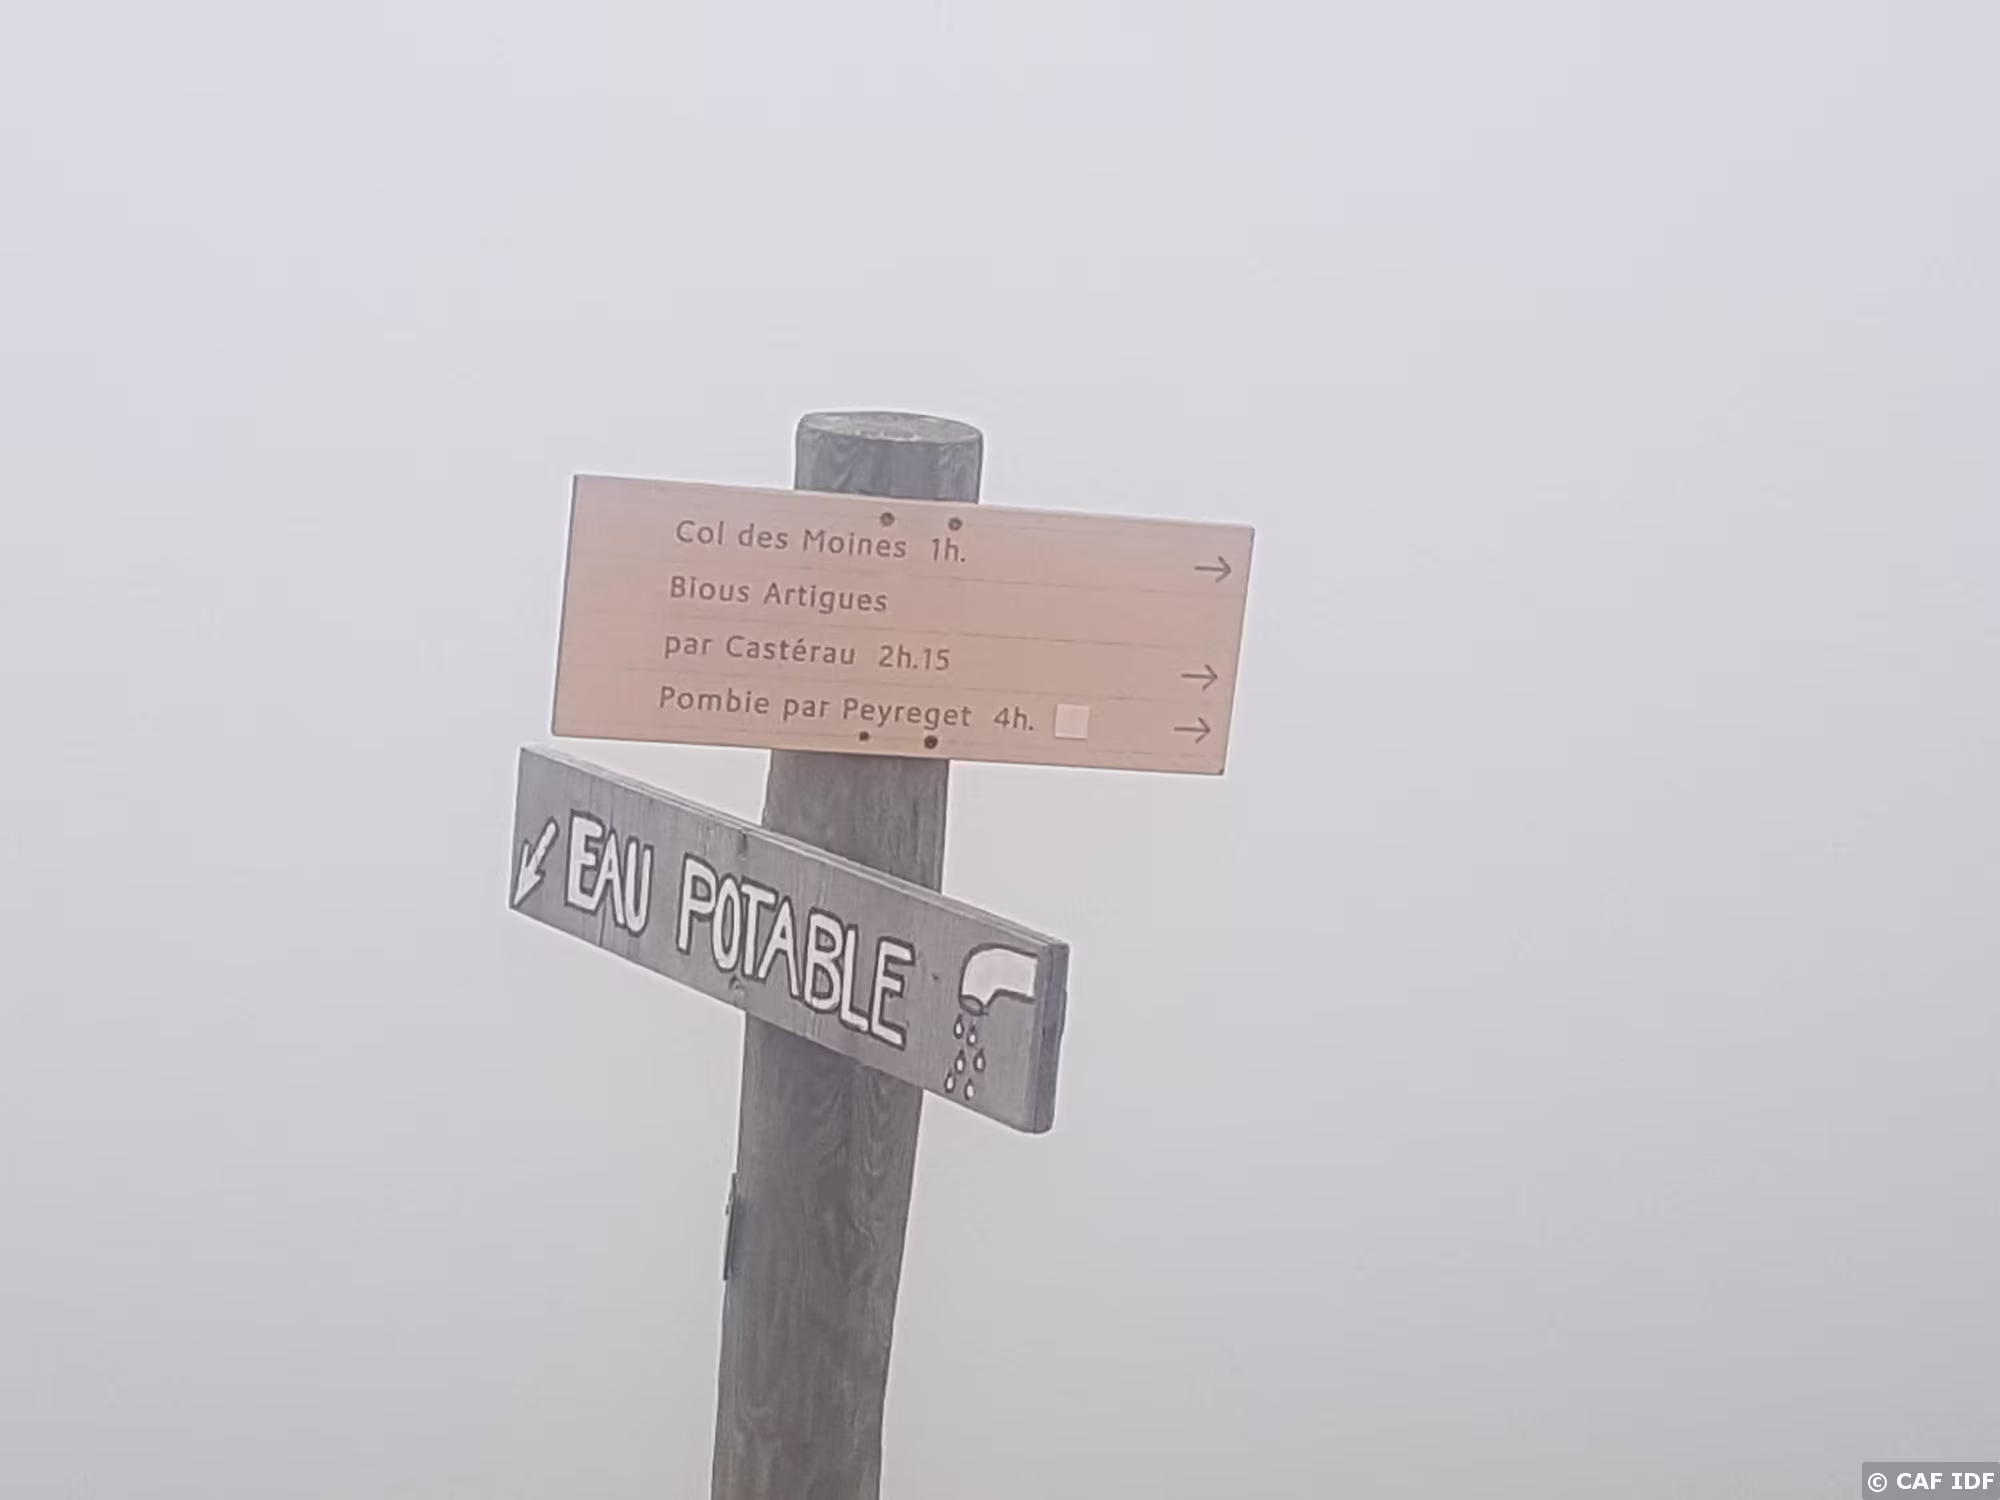 Col des Moines 1h. →
Bious Artigues
par Castérau 2h.15 →
Pombie par Peyreget 4h. →
EAU POTABLE
© CAF IDF